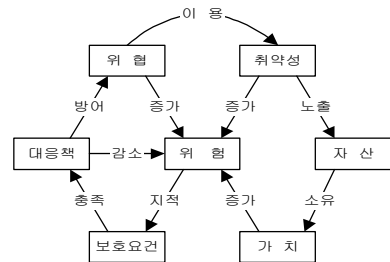 이 용
위 협
취약성
방어
증가
증가
노출
대응책
감소
위 험
자 산
충족
지적
증가
소유
보호요건
가 치